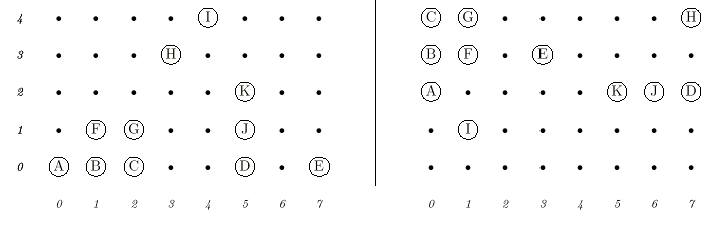 4 I C G H
3 H B F E
2 K A K J D
1 F G J I
0 A B C D E
0 1 2 3 4 5 6 7 0 1 2 3 4 5 6 7